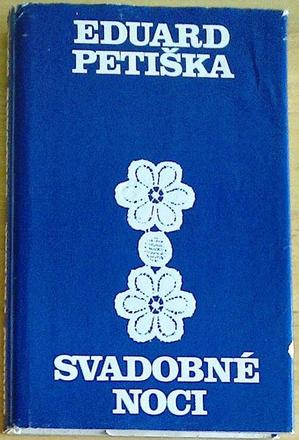 EDUARD
PETIŠKA
SVADOBNÉ
NOCI